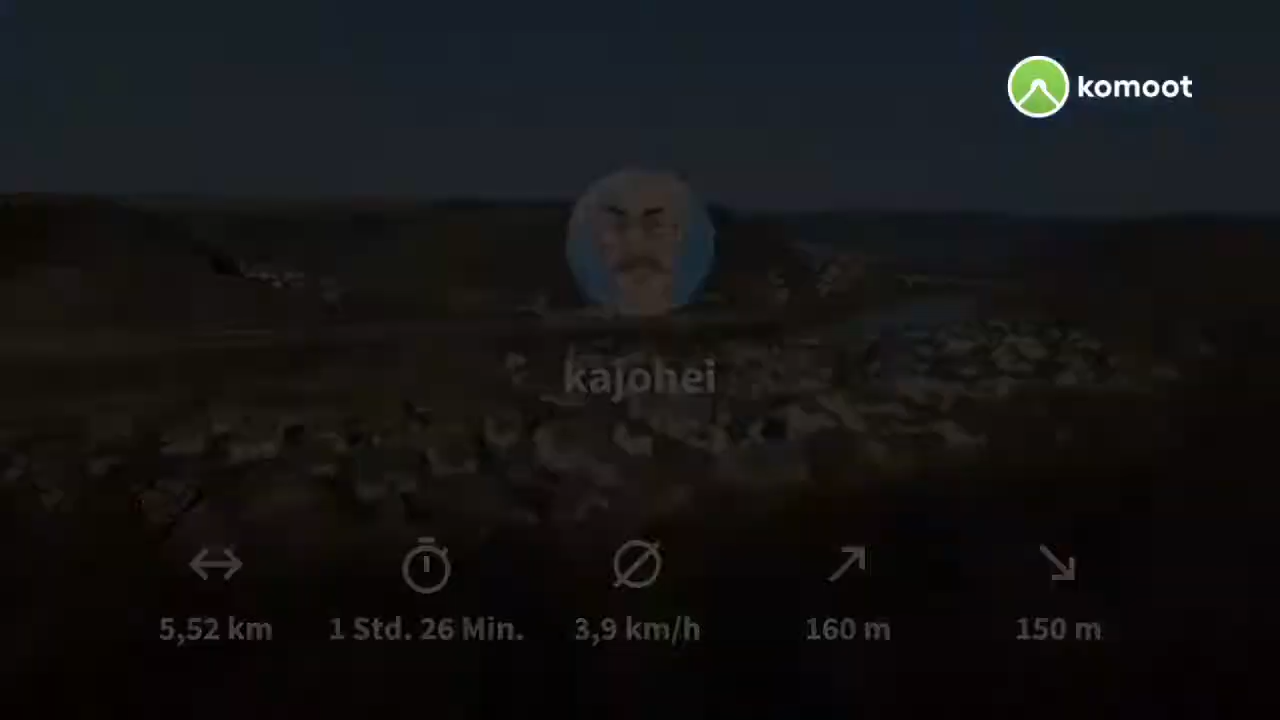 komoot
kajohei
5,52 km
1 Std. 26 Min.
3,9 km/h
160 m
150 m